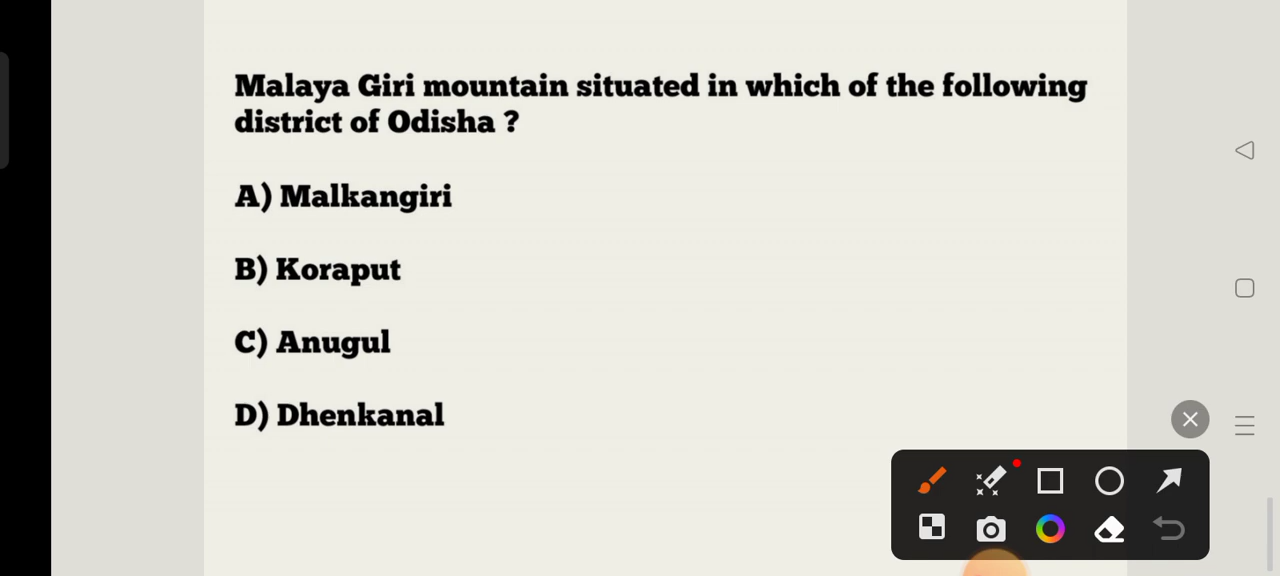 Malaya Giri mountain situated in which of the following
district of Odisha ?
A) Malkangiri
B) Koraput
C) Anugul
D) Dhenkanal